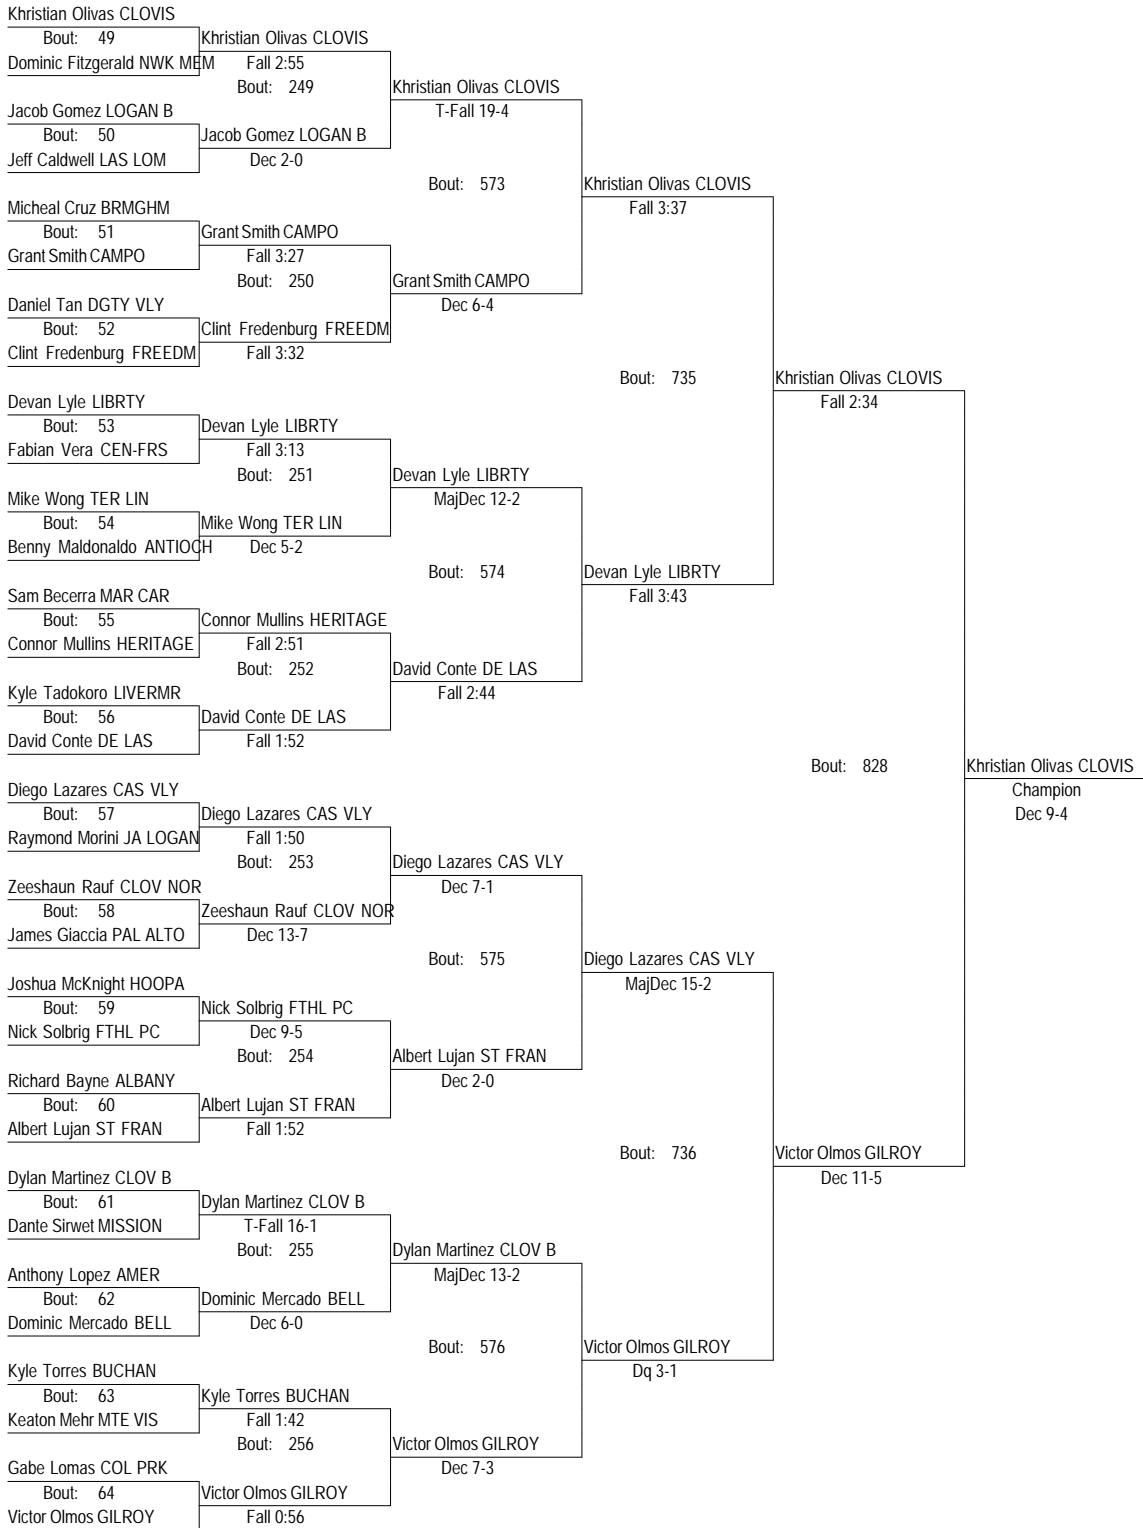 Khristian Olivas CLOVIS
Bout: 49
Khristian Olivas CLOVIS
Dominic Fitzgerald NWK MEM
Fall 2:55
Bout: 249
Khristian Olivas CLOVIS
Jacob Gomez LOGAN B
T-Fall 19-4
Bout: 50
Jacob Gomez LOGAN B
Jeff Caldwell LAS LOM
Dec 2-0
Bout: 573
Khristian Olivas CLOVIS
Micheal Cruz BRMGHM
Fall 3:37
Bout: 51
Grant Smith CAMPO
Grant Smith CAMPO
Fall 3:27
Bout: 250
Grant Smith CAMPO
Daniel Tan DGTY VLY
Dec 6-4
Bout: 52
Clint Fredenburg FREEDM
Clint Fredenburg FREEDM
Fall 3:32
Bout: 735
Khristian Olivas CLOVIS
Devan Lyle LIBRTY
Fall 2:34
Bout: 53
Devan Lyle LIBRTY
Fabian Vera CEN-FRS
Fall 3:13
Bout: 251
Devan Lyle LIBRTY
Mike Wong TER LIN
MajDec 12-2
Bout: 54
Mike Wong TER LIN
Benny Maldonaldo ANTIOCH
Dec 5-2
Bout: 574
Devan Lyle LIBRTY
Sam Becerra MAR CAR
Fall 3:43
Bout: 55
Connor Mullins HERITAGE
Connor Mullins HERITAGE
Fall 2:51
Bout: 252
David Conte DE LAS
Kyle Tadokoro LIVERMR
Fall 2:44
Bout: 56
David Conte DE LAS
David Conte DE LAS
Fall 1:52
Bout: 828
Khristian Olivas CLOVIS
Diego Lazares CAS VLY
Champion
Bout: 57
Diego Lazares CAS VLY
Dec 9-4
Raymond Morini JA LOGAN
Fall 1:50
Bout: 253
Diego Lazares CAS VLY
Zeeshaun Rauf CLOV NOR
Dec 7-1
Bout: 58
Zeeshaun Rauf CLOV NOR
James Giaccia PAL ALTO
Dec 13-7
Bout: 575
Diego Lazares CAS VLY
Joshua McKnight HOOPA
MajDec 15-2
Bout: 59
Nick Solbrig FTHL PC
Nick Solbrig FTHL PC
Dec 9-5
Bout: 254
Albert Lujan ST FRAN
Richard Bayne ALBANY
Dec 2-0
Bout: 60
Albert Lujan ST FRAN
Albert Lujan ST FRAN
Fall 1:52
Bout: 736
Victor Olmos GILROY
Dylan Martinez CLOV B
Dec 11-5
Bout: 61
Dylan Martinez CLOV B
Dante Sirwet MISSION
T-Fall 16-1
Bout: 255
Dylan Martinez CLOV B
Anthony Lopez AMER
MajDec 13-2
Bout: 62
Dominic Mercado BELL
Dominic Mercado BELL
Dec 6-0
Bout: 576
Victor Olmos GILROY
Kyle Torres BUCHAN
Dq 3-1
Bout: 63
Kyle Torres BUCHAN
Keaton Mehr MTE VIS
Fall 1:42
Bout: 256
Victor Olmos GILROY
Gabe Lomas COL PRK
Dec 7-3
Bout: 64
Victor Olmos GILROY
Victor Olmos GILROY
Fall 0:56